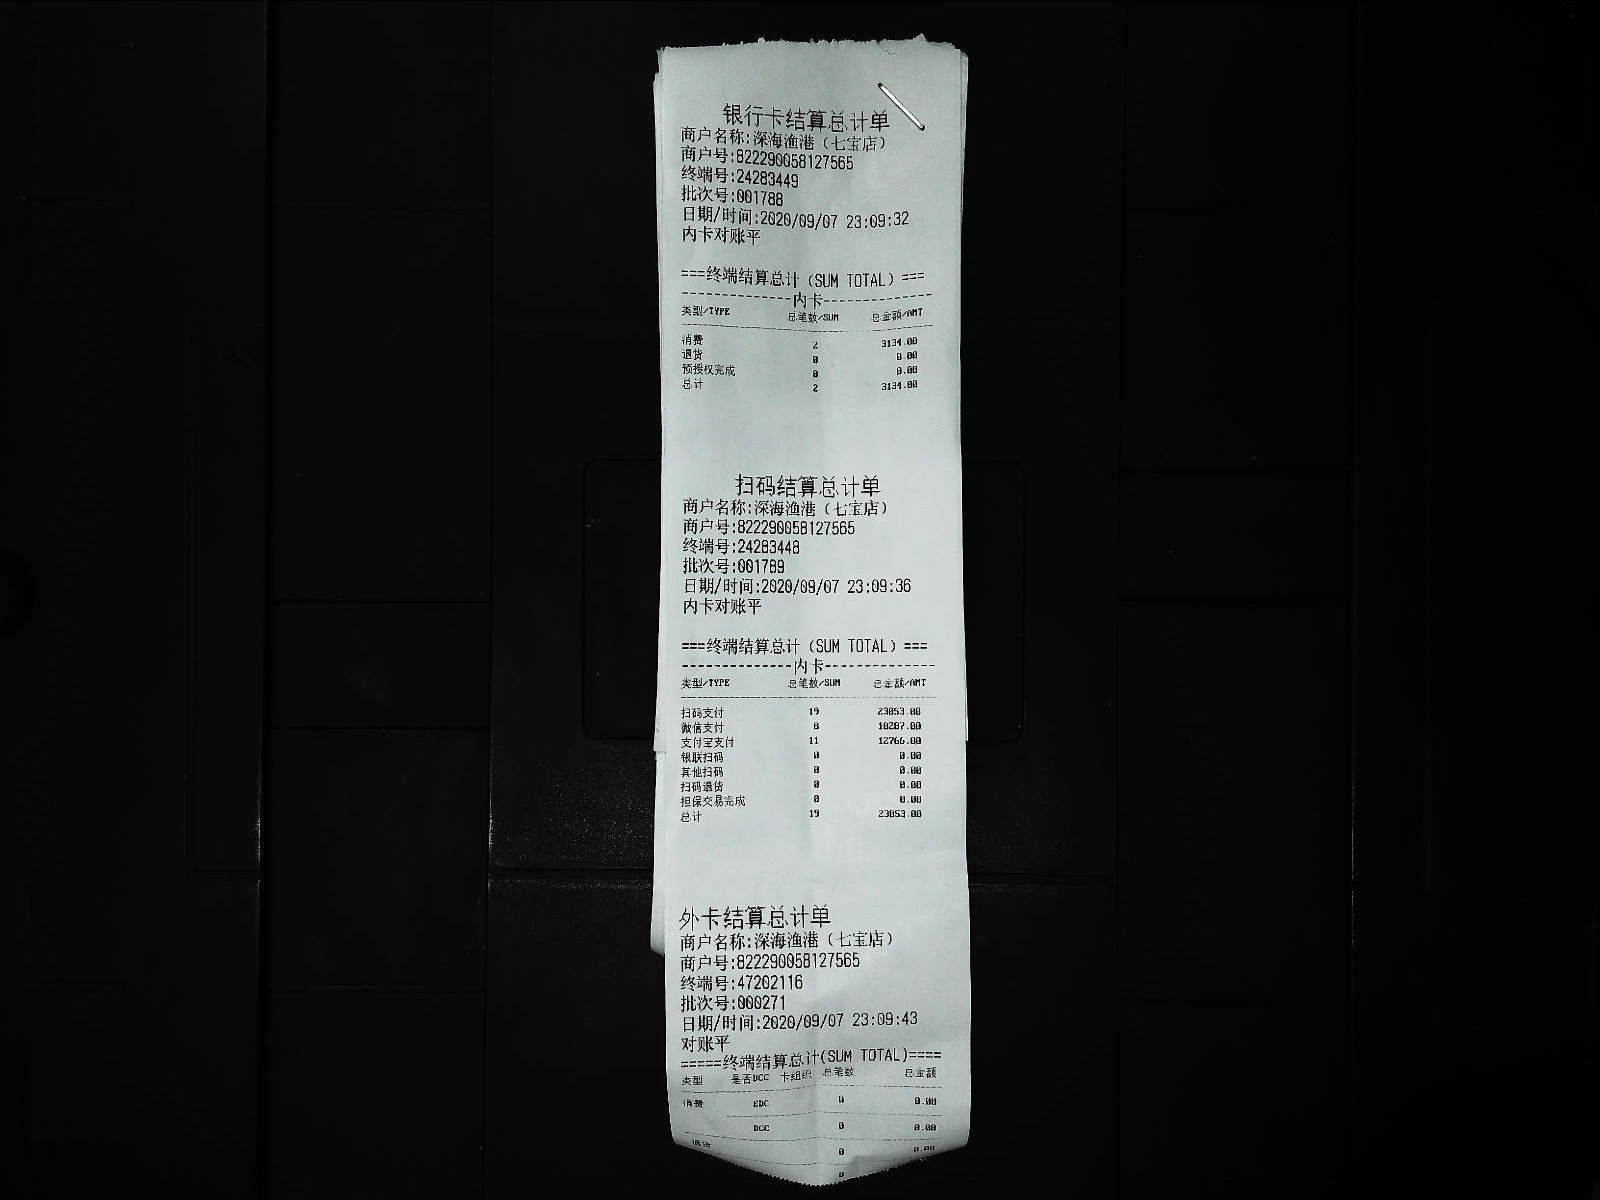 银行卡结算总计单
商户名称:深海渔港（七宝店）
商户号:822290058127565
终端号:24283449
批次号:001788
日期/时间:2020/09/07 23:09:32
内卡对账平
===终端结算总计（SUM TOTAL）===
--------------内卡--------------
类型/TYPE 总笔数/SUM 总金额/AMT
消费 2 3134.00
退货 0 0.00
预授权完成 0 0.00
总计 2 3134.00
扫码结算总计单
商户名称:深海渔港（七宝店）
商户号:822290058127565
终端号:24283448
批次号:001789
日期/时间:2020/09/07 23:09:36
内卡对账平
===终端结算总计（SUM TOTAL）===
--------------内卡--------------
类型/TYPE 总笔数/SUM 总金额/AMT
扫码支付 19 23053.00
微信支付 8 10287.00
支付宝支付 11 12766.00
银联扫码 0 0.00
其他扫码 0 0.00
扫码退货 0 0.00
担保交易完成 0 0.00
总计 19 23053.00
外卡结算总计单
商户名称:深海渔港（七宝店）
商户号:822290058127565
终端号:47202116
批次号:000271
日期/时间:2020/09/07 23:09:43
对账平
=====终端结算总计(SUM TOTAL)====
类型 是否DCC 卡组织 总笔数 总金额
消费 EDC 0 0.00
DCC 0 0.00
退货 0 0.00
0